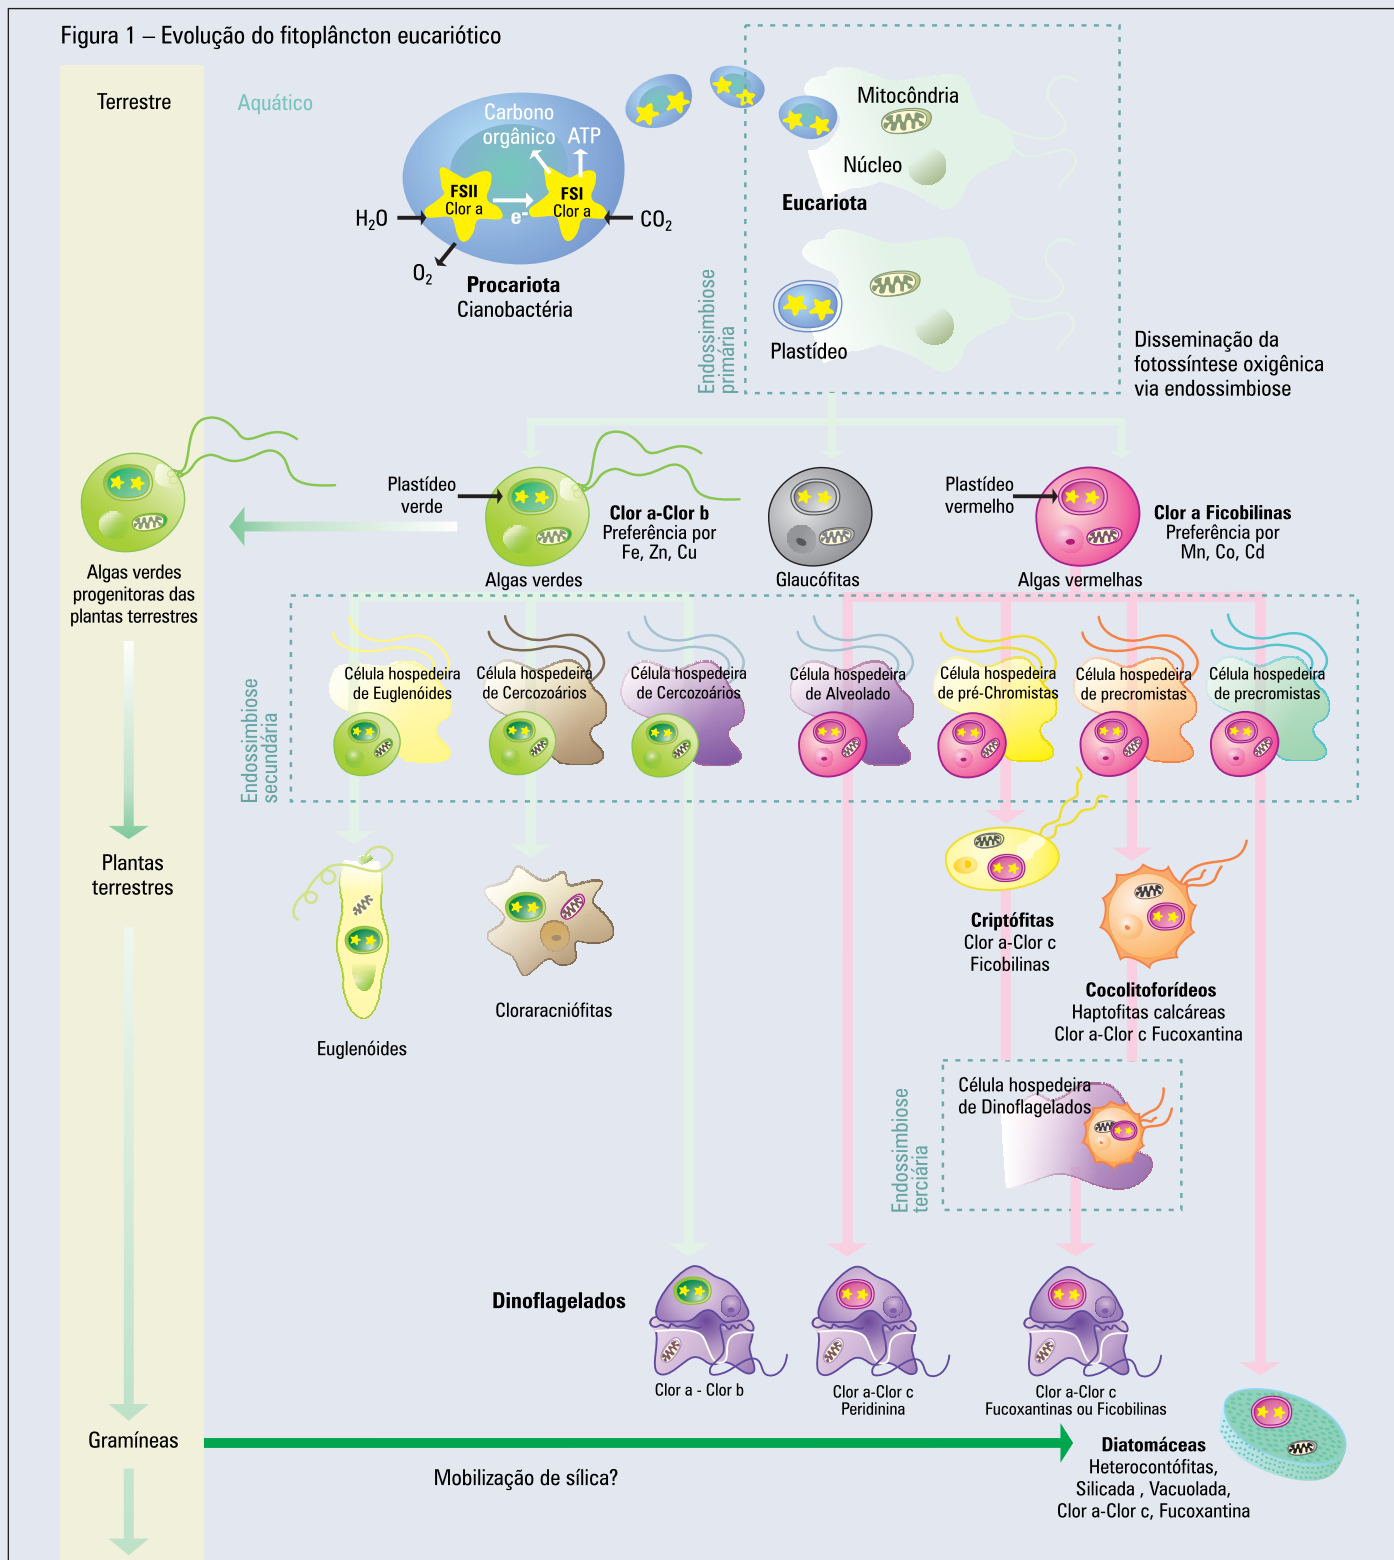 Figura 1 – Evolução do fitoplâncton eucariótico
Terrestre
Aquático
Carbono
orgânico
ATP
FSII
Clor a
e-
FSI
Clor a
H2O
CO2
O2
Procariota
Cianobactéria
Mitocôndria
Núcleo
Eucariota
Plastídeo
Endossimbiose
primária
Disseminação da
fotossíntese oxigênica
via endossimbiose
Algas verdes
progenitoras das
plantas terrestres
Plastídeo
verde
Clor a-Clor b
Preferência por
Fe, Zn, Cu
Algas verdes
Glaucófitas
Plastídeo
vermelho
Clor a Ficobilinas
Preferência por
Mn, Co, Cd
Algas vermelhas
Endossimbiose
secundária
Célula hospedeira
de Euglenóides
Célula hospedeira
de Cercozoários
Célula hospedeira
de Cercozoários
Célula hospedeira
de Alveolado
Célula hospedeira
de pré-Chromistas
Célula hospedeira
de precromistas
Célula hospedeira
de precromistas
Plantas
terrestres
Euglenóides
Cloraracniófitas
Criptófitas
Clor a-Clor c
Ficobilinas
Cocolitoforídeos
Haptofitas calcáreas
Clor a-Clor c Fucoxantina
Endossimbiose
terciária
Célula hospedeira
de Dinoflagelados
Dinoflagelados
Clor a - Clor b
Clor a-Clor c
Peridinina
Clor a-Clor c
Fucoxantinas ou Ficobilinas
Gramíneas
Mobilização de sílica?
Diatomáceas
Heterocontófitas,
Silicada , Vacuolada,
Clor a-Clor c, Fucoxantina